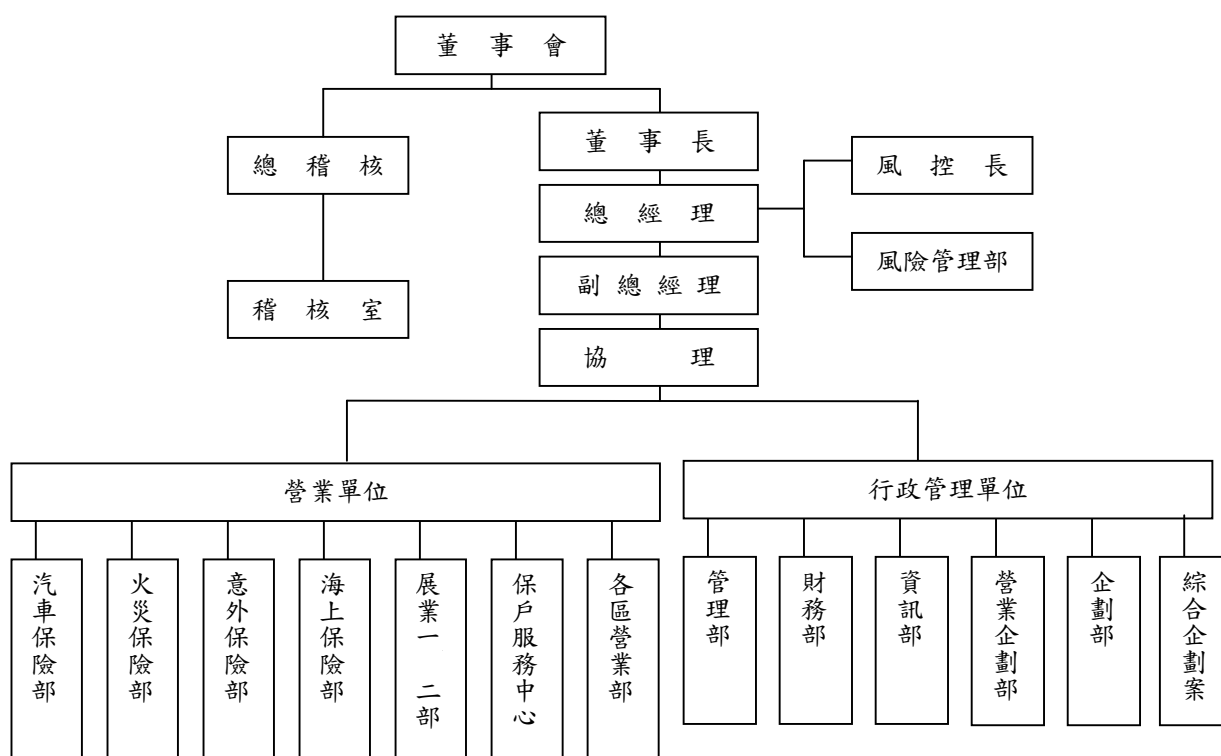 董事會
總稽核
董事長
風控長
總經理
風險管理部
副總經理
稽核室
協理
營業單位
行政管理單位
汽車保險部
火災保險部
意外保險部
海上保險部
展業一 二部
保戶服務中心
各區營業部
管理部
財務部
資訊部
營業企劃部
企劃部
綜合企劃案